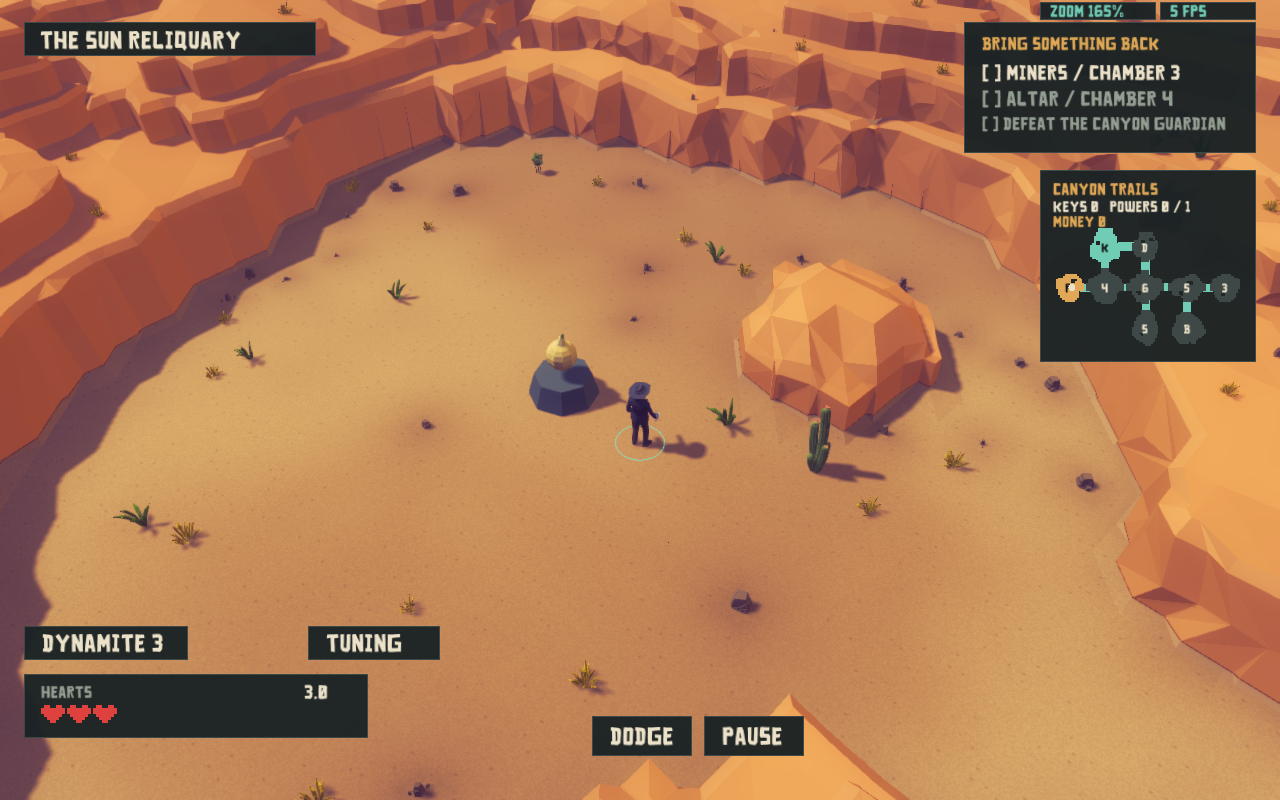 ZOOM 165%
5 FPS
THE SUN RELIQUARY
BRING SOMETHING BACK
[ ] MINERS / CHAMBER 3
[ ] ALTAR / CHAMBER 4
[ ] DEFEAT THE CANYON GUARDIAN
CANYON TRAILS
KEYS 0 POWERS 0 / 1
MONEY 0
K D
4 6 5 3
S B
DYNAMITE 3
TUNING
HEARTS 3.0
DODGE
PAUSE